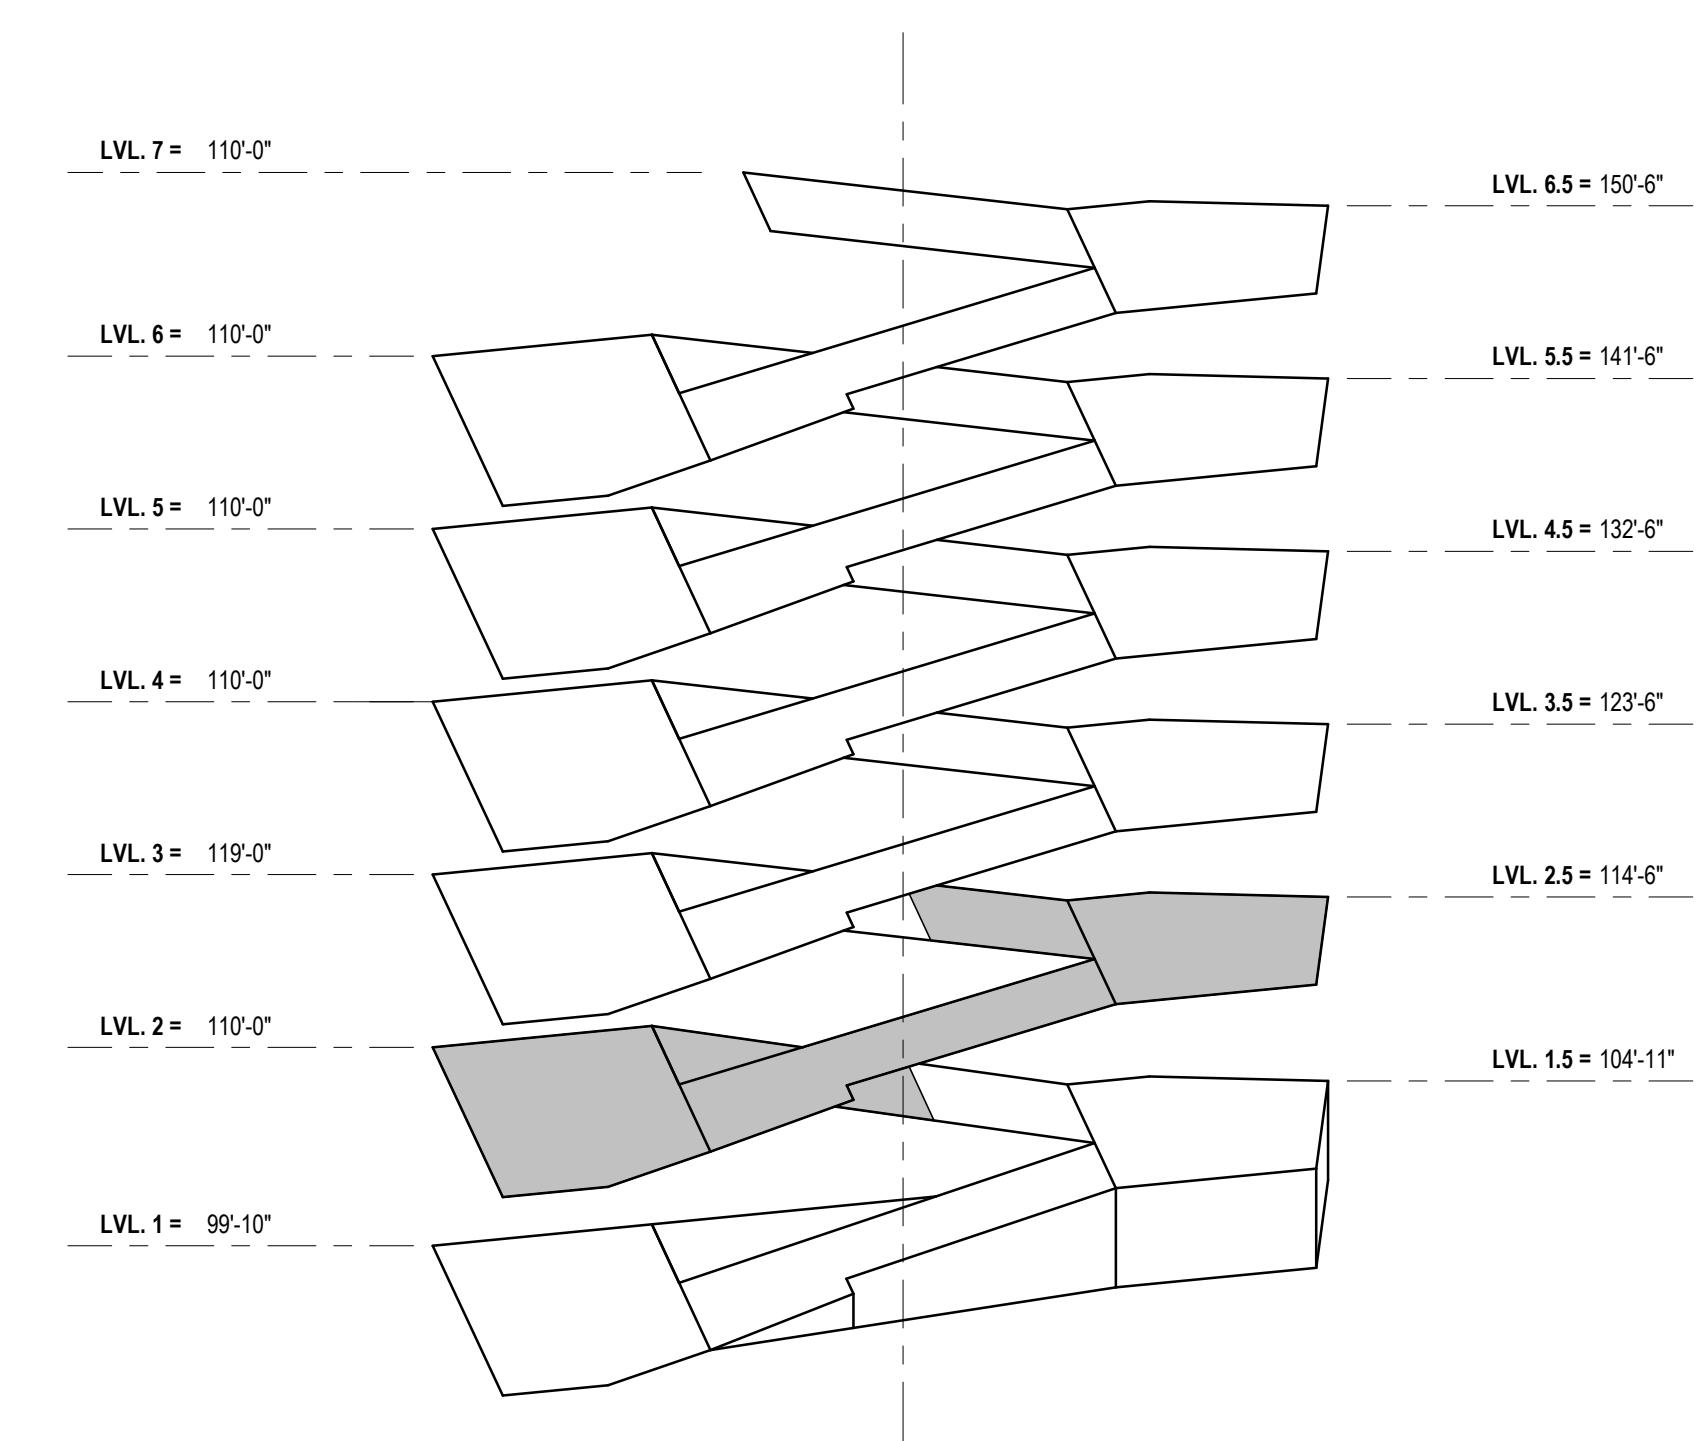 LVL. 7 = 110'-0"
LVL. 6.5 = 150'-6"
LVL. 6 = 110'-0"
LVL. 5.5 = 141'-6"
LVL. 5 = 110'-0"
LVL. 4.5 = 132'-6"
LVL. 4 = 110'-0"
LVL. 3.5 = 123'-6"
LVL. 3 = 119'-0"
LVL. 2.5 = 114'-6"
LVL. 2 = 110'-0"
LVL. 1.5 = 104'-11"
LVL. 1 = 99'-10"